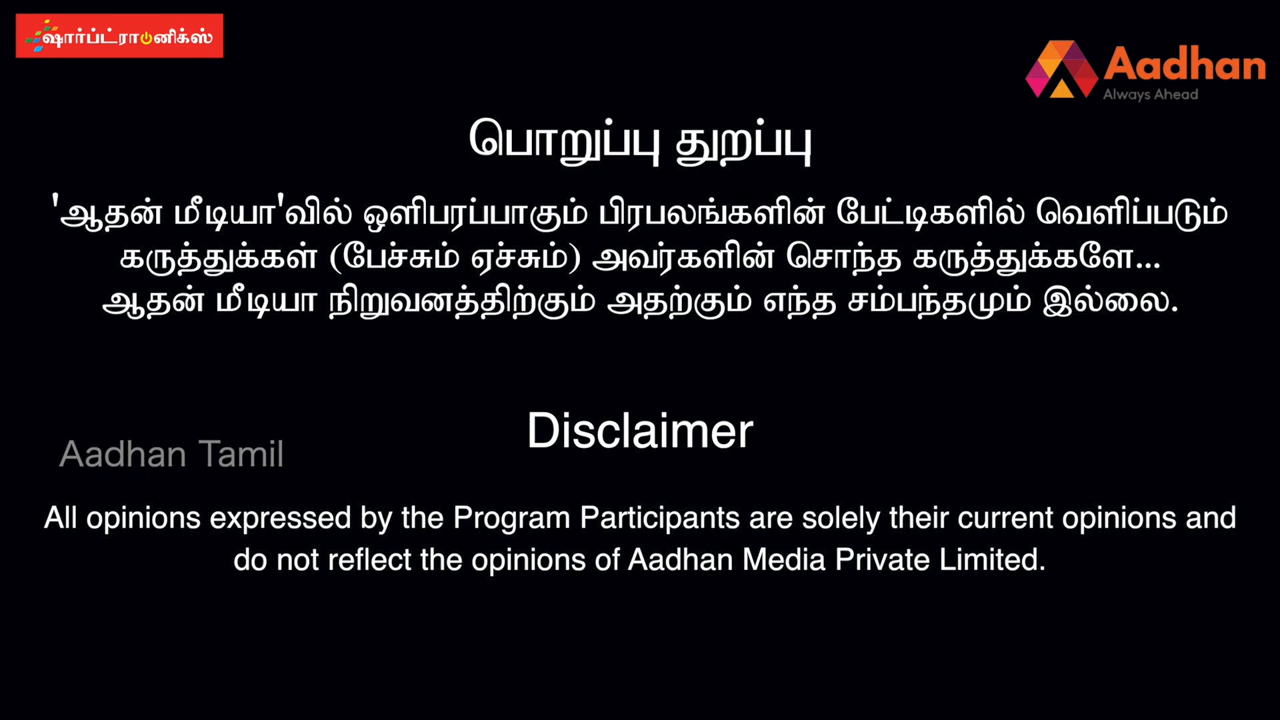 ஷார்ப்ட்ரானிக்ஸ்
Aadhan
Always Ahead
பொறுப்பு துறப்பு
'ஆதன் மீடியா'வில் ஒளிபரப்பாகும் பிரபலங்களின் பேட்டிகளில் வெளிப்படும்
கருத்துக்கள் (பேச்சும் ஏச்சும்) அவர்களின் சொந்த கருத்துக்களே...
ஆதன் மீடியா நிறுவனத்திற்கும் அதற்கும் எந்த சம்பந்தமும் இல்லை.
Disclaimer
Aadhan Tamil
All opinions expressed by the Program Participants are solely their current opinions and
do not reflect the opinions of Aadhan Media Private Limited.